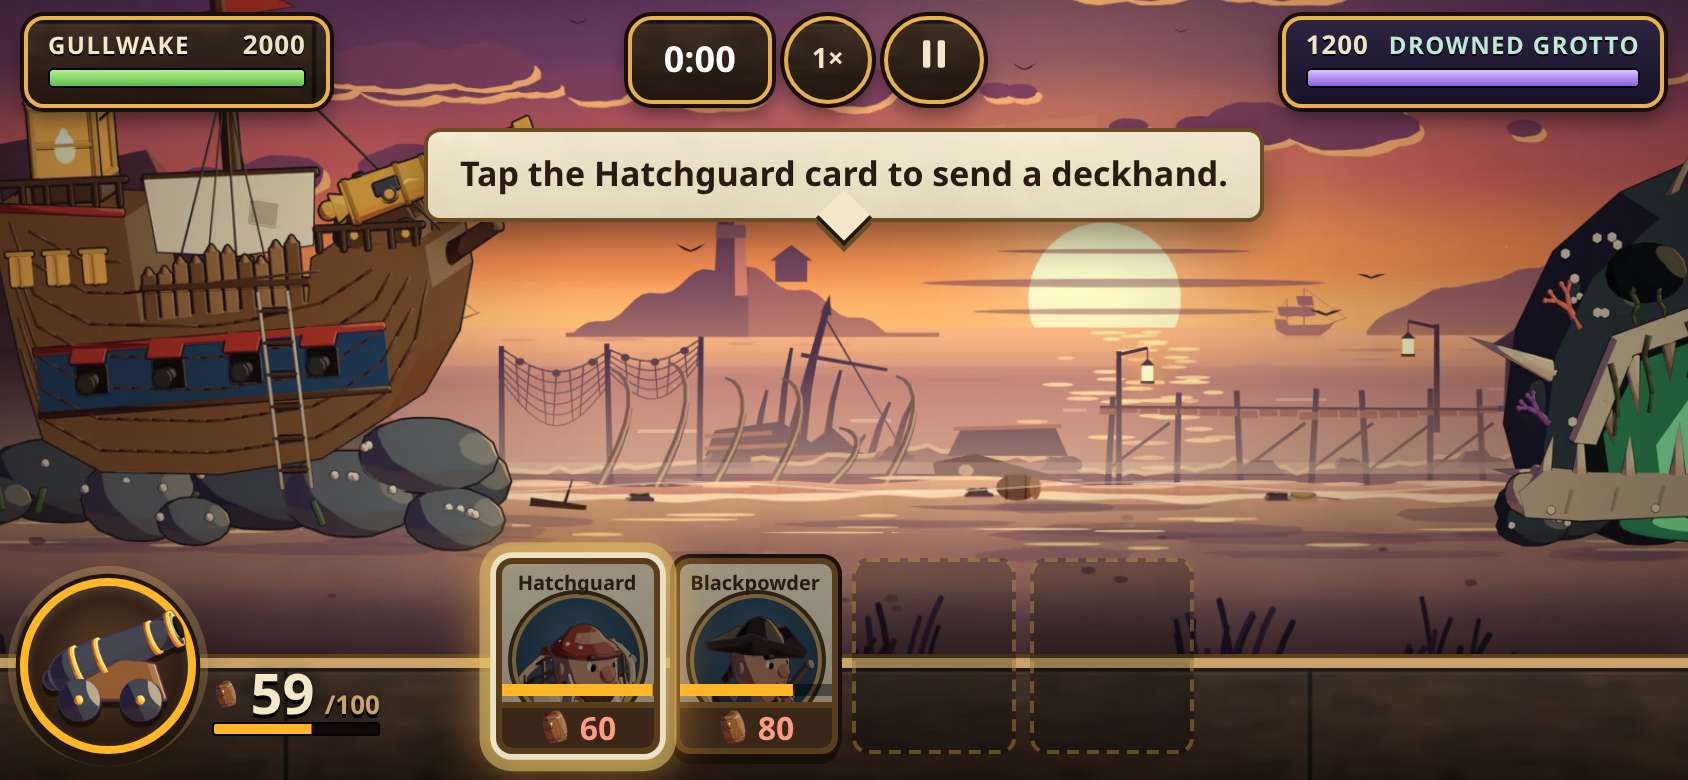 GULLWAKE 2000
0:00
1×
1200 DROWNED GROTTO
Tap the Hatchguard card to send a deckhand.
Hatchguard
Blackpowder
59 /100
60
80